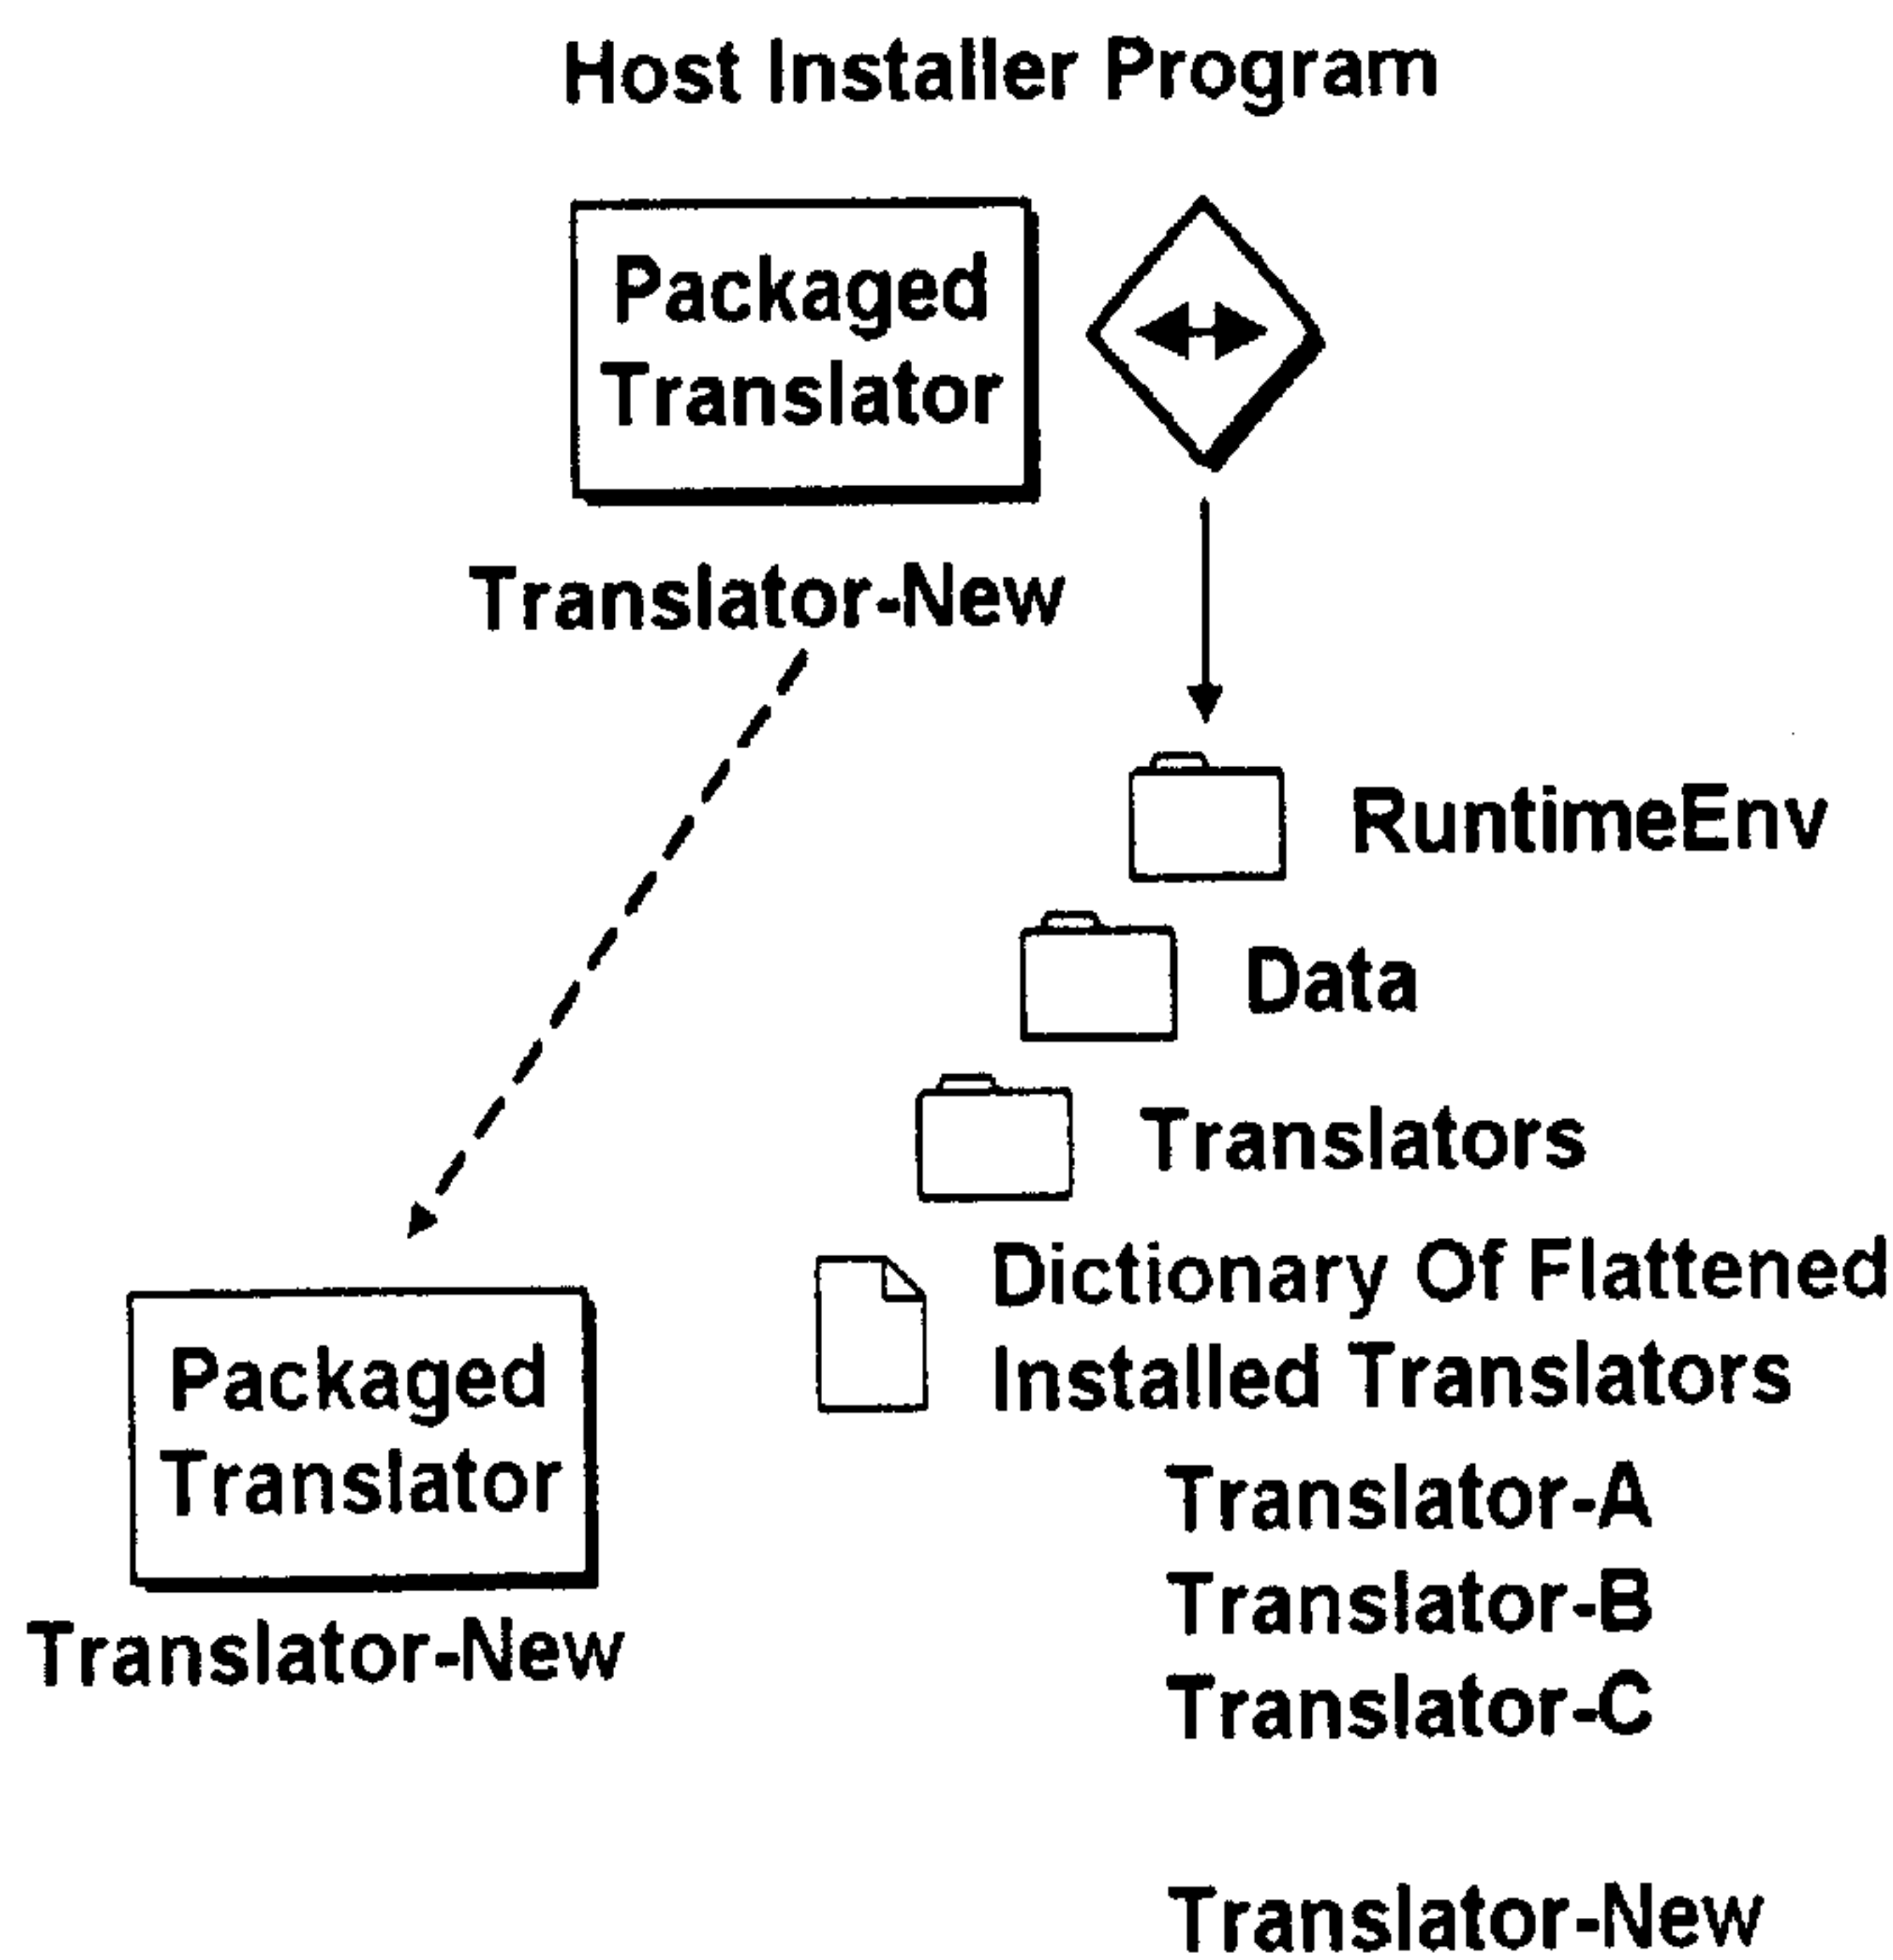 Host Installer Program
Packaged
Translator
Translator-New
RuntimeEnv
Data
Translators
Dictionary Of Flattened
Installed Translators
Packaged
Translator
Translator-New
Translator-A
Translator-B
Translator-C
Translator-New